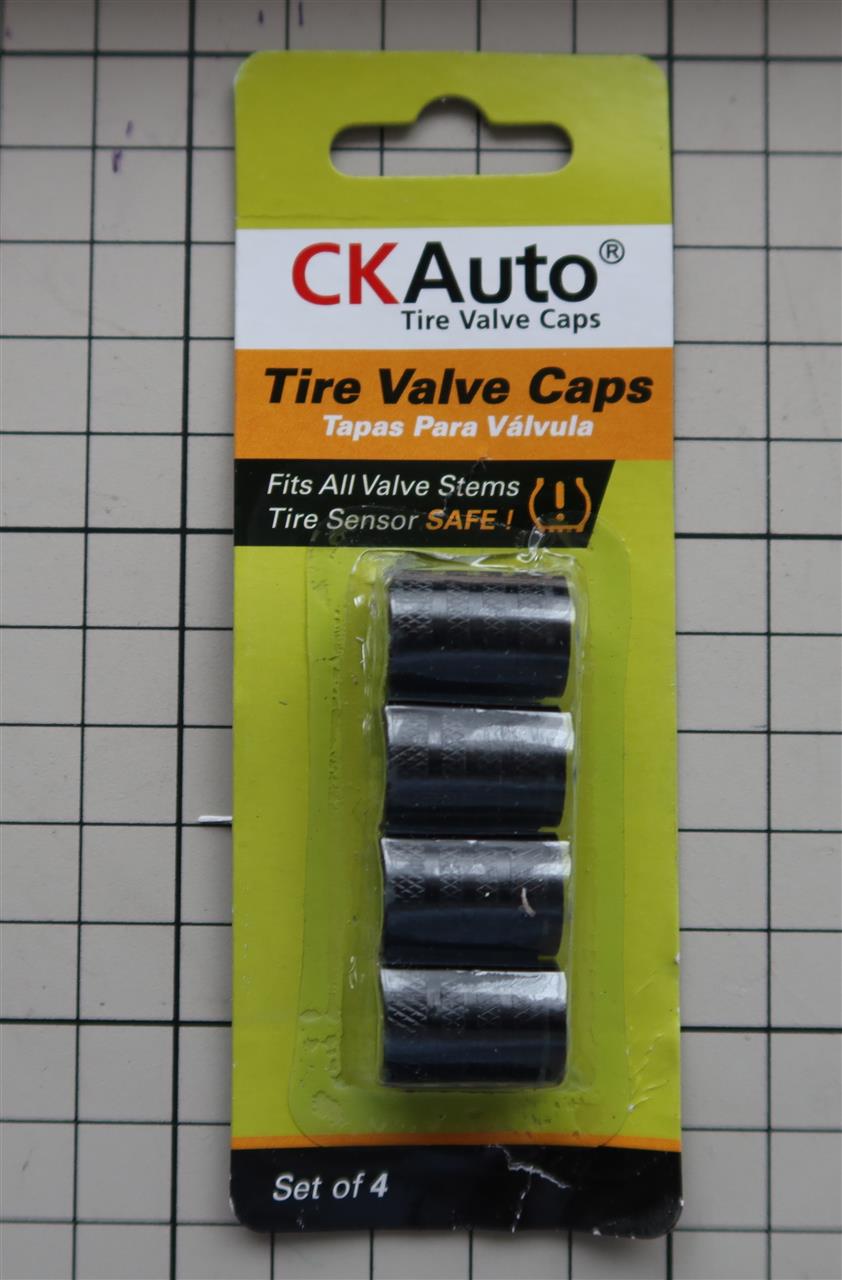 CKAuto®
Tire Valve Caps
Tire Valve Caps
Tapas Para Válvula
Fits All Valve Stems
Tire Sensor SAFE !
Set of 4